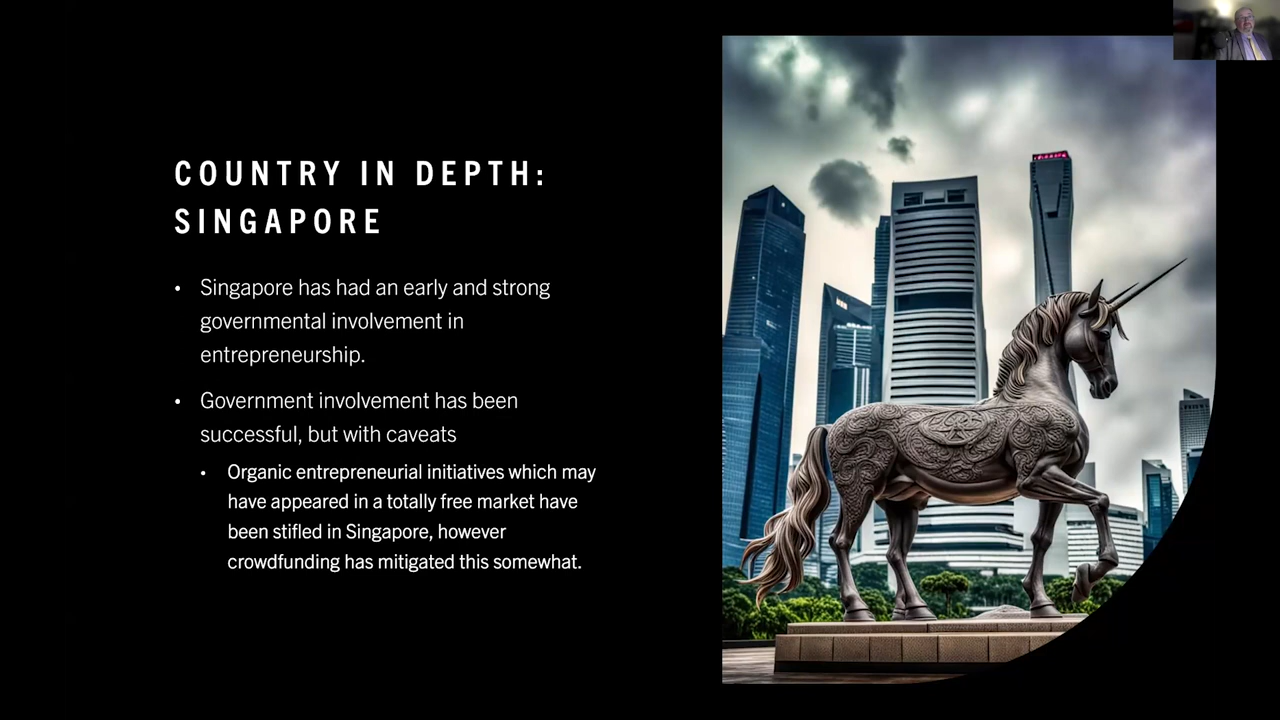 COUNTRY IN DEPTH:
SINGAPORE
• Singapore has had an early and strong
governmental involvement in
entrepreneurship.
• Government involvement has been
successful, but with caveats
• Organic entrepreneurial initiatives which may
have appeared in a totally free market have
been stifled in Singapore, however
crowdfunding has mitigated this somewhat.